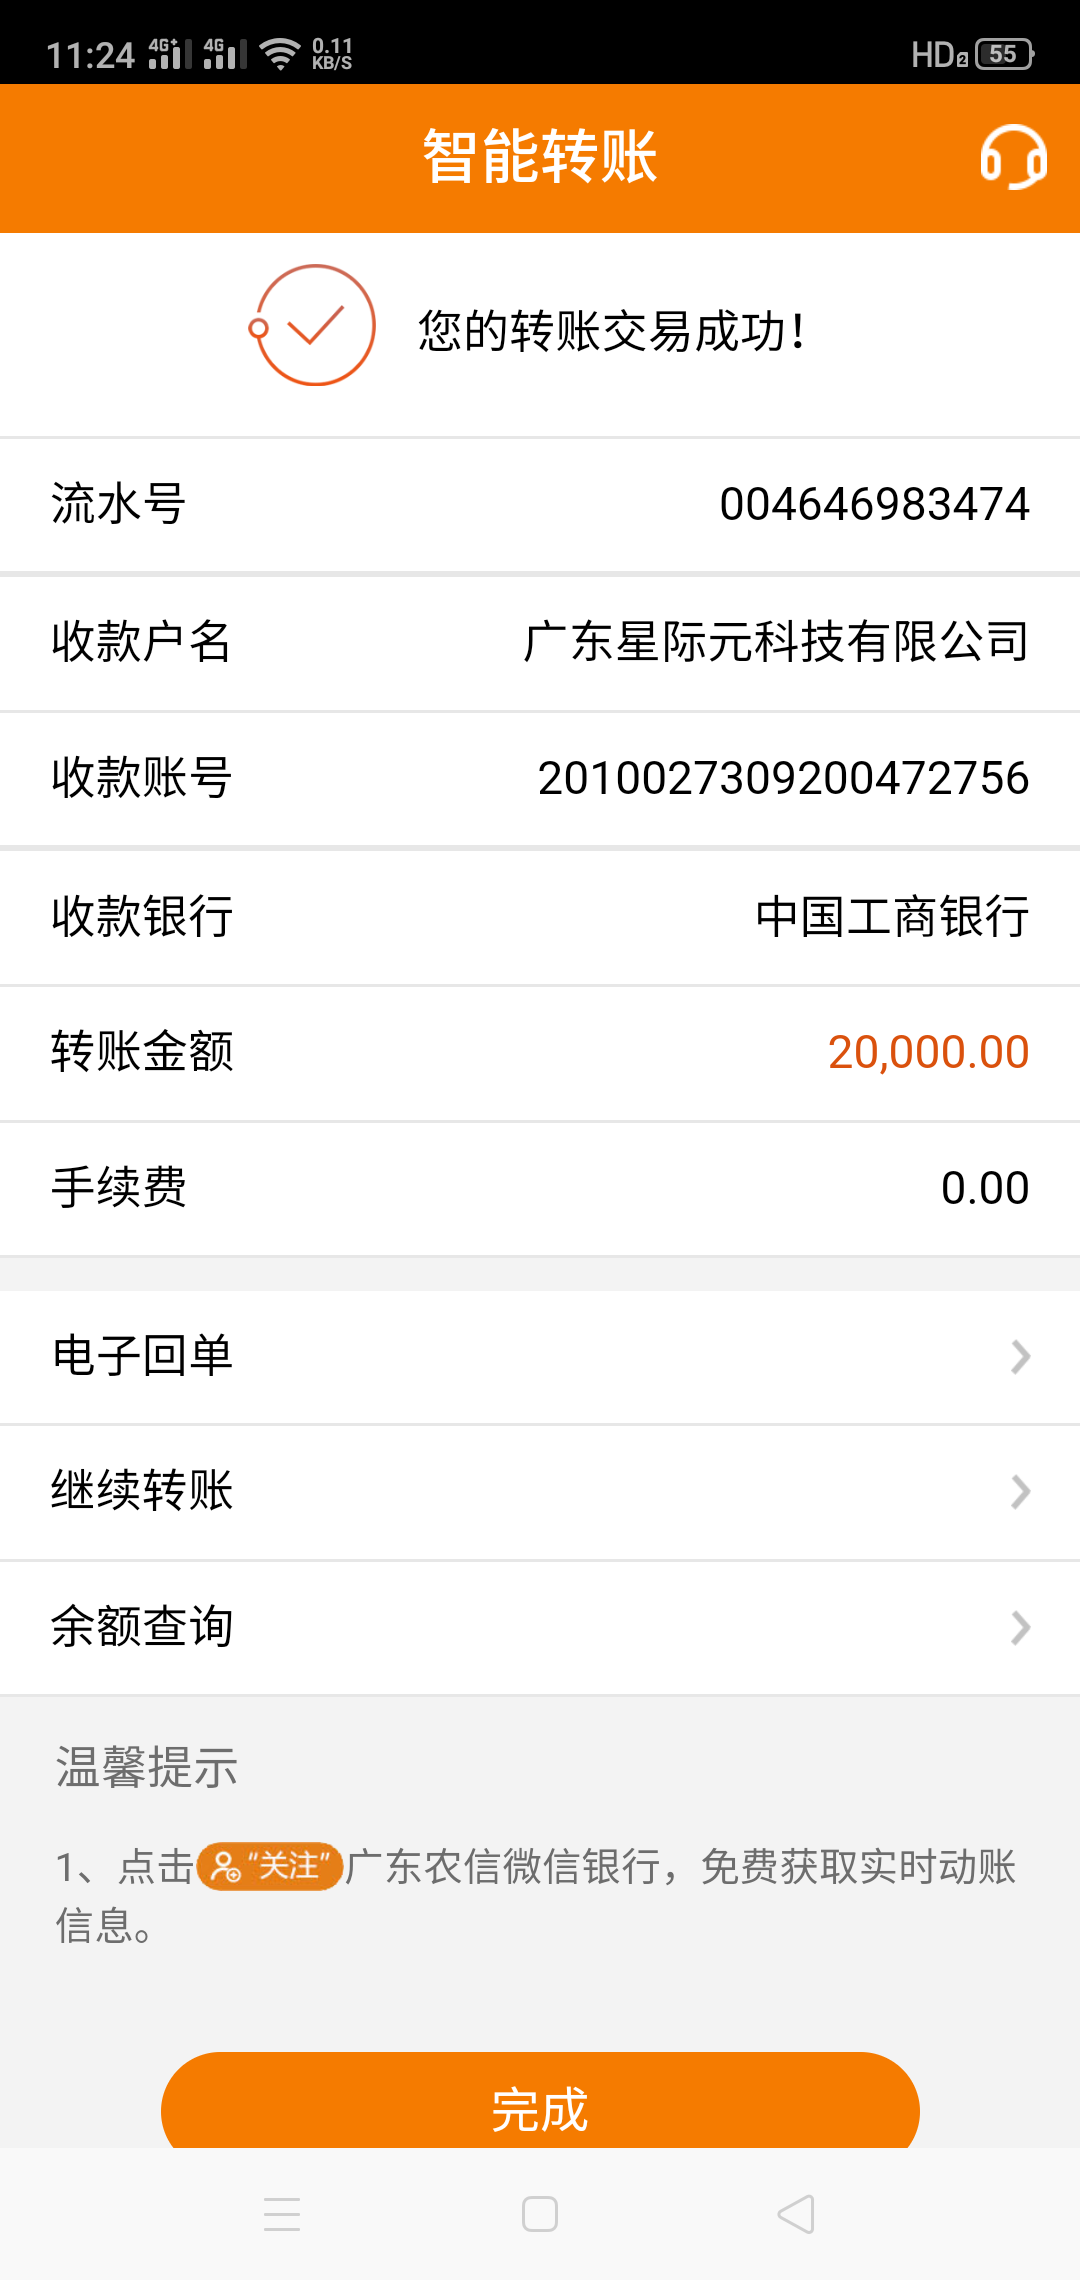 11:24 4G+ 4G 0.11 KB/S HD2 55
智能转账
您的转账交易成功！
流水号 004646983474
收款户名 广东星际元科技有限公司
收款账号 2010027309200472756
收款银行 中国工商银行
转账金额 20,000.00
手续费 0.00
电子回单
继续转账
余额查询
温馨提示
1、点击“关注”广东农信微信银行，免费获取实时动账
信息。
完成